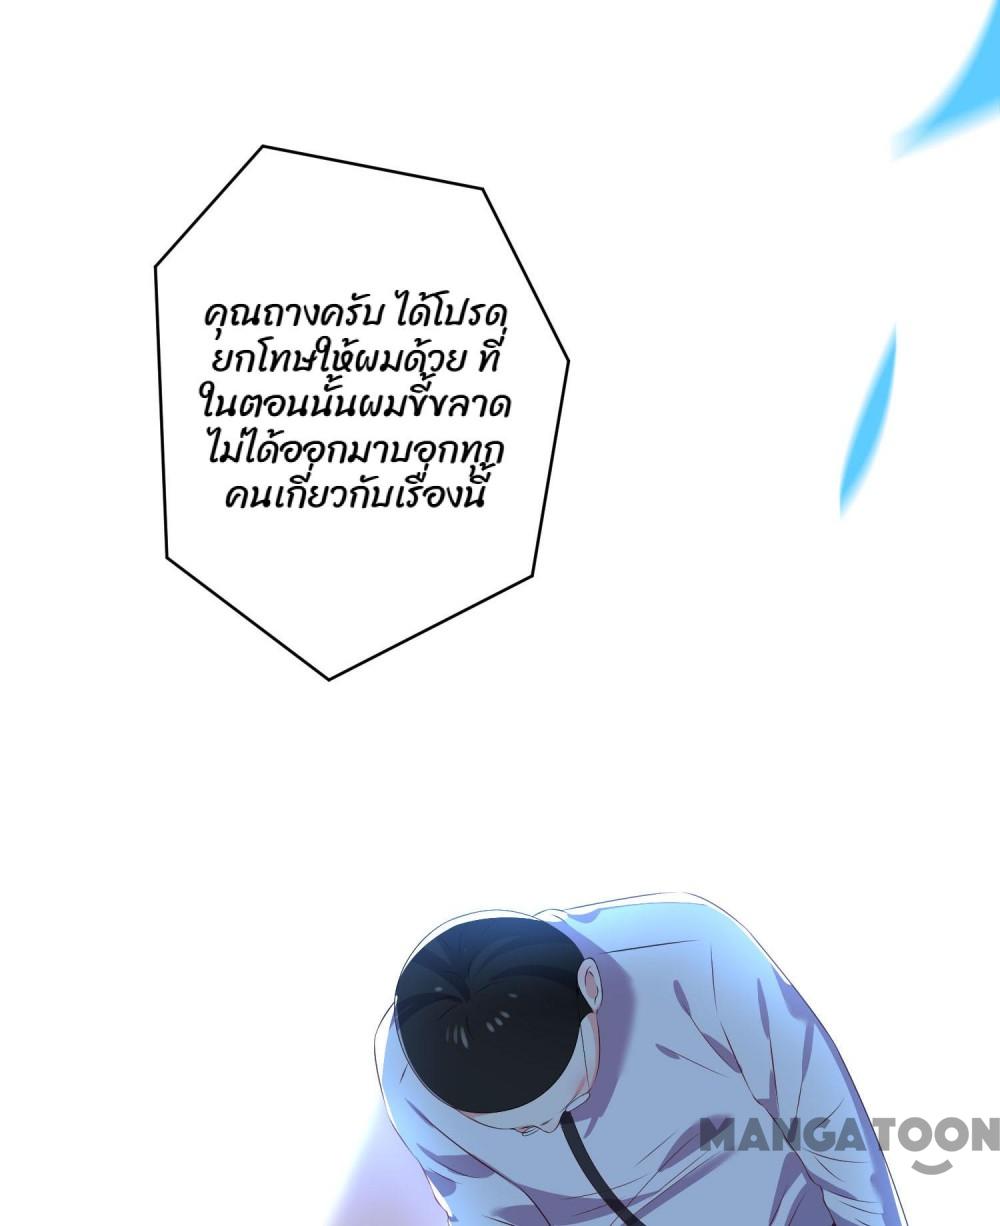 คุณถางครับ ได้โปรด
ยกโทษให้ผมด้วย ที่
ในตอนนั้นผมขี้ขลาด
ไม่ได้ออกมาบอกทุก
คนเกี่ยวกับเรื่องนี้
MANGATOON